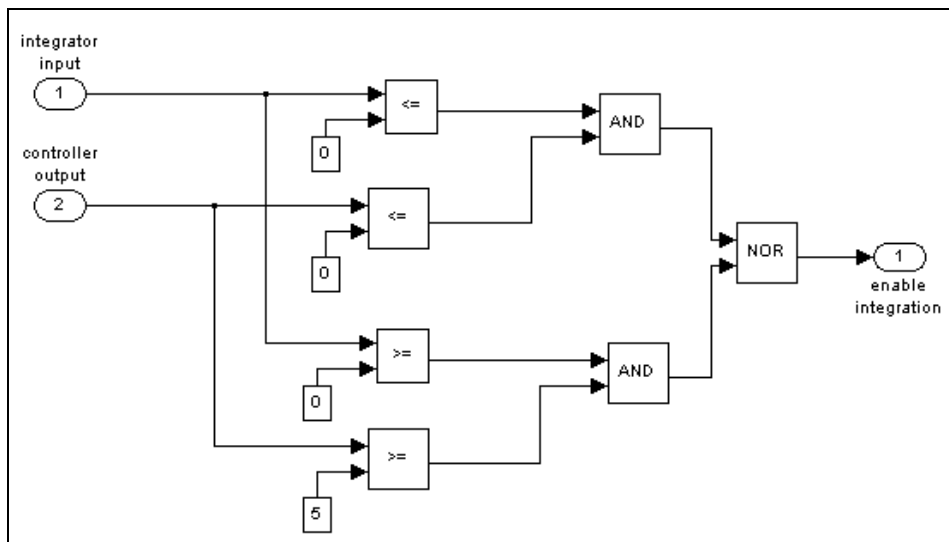 integrator
input
1
<=
AND
0
controller
output
2
<=
0
NOR
1
enable
integration
>=
AND
0
>=
5